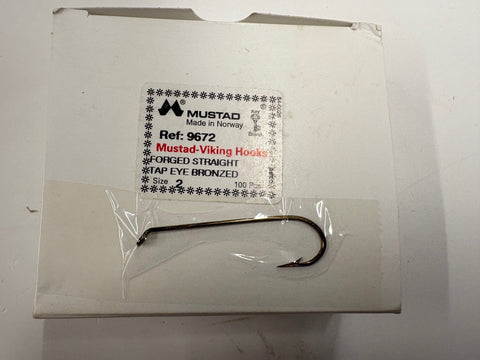 ® MUSTAD
Made in Norway
Ref: 9672
Mustad-Viking Hooks
FORGED STRAIGHT
TAP EYE BRONZED
Size 2 100 Pcs